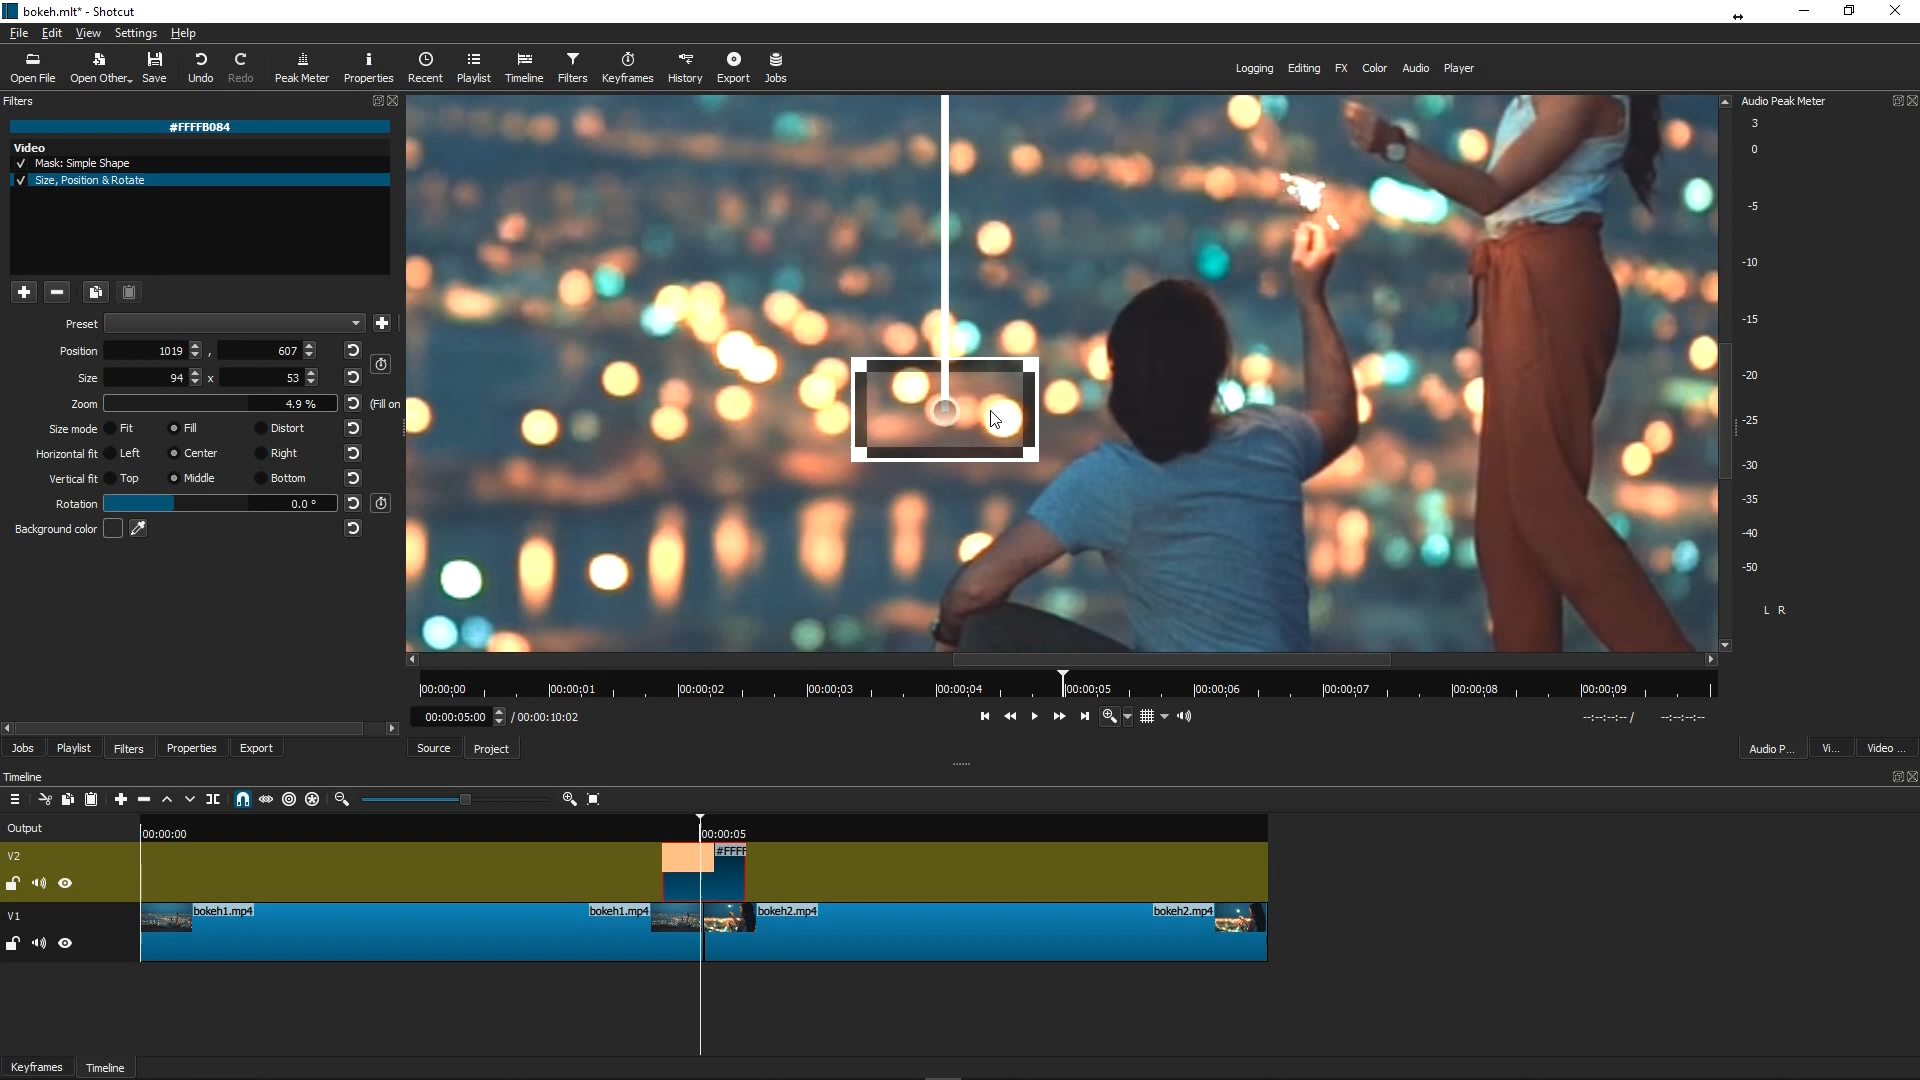 bokeh.mlt* - Shotcut
File Edit View Settings Help
Open File Open Other Save Undo Redo Peak Meter Properties Recent Playlist Timeline Filters Keyframes History Export Jobs
Logging Editing FX Color Audio Player
Filters
Audio Peak Meter
#FFFFB084
Video
Mask: Simple Shape
Size, Position & Rotate
Preset
Position 1019 , 607
Size 94 x 53
Zoom 4.9 % (Fill on
Size mode Fit Fill Distort
Horizontal fit Left Center Right
Vertical fit Top Middle Bottom
Rotation 0.0 °
Background color
3
0
-5
-10
-15
-20
-25
-30
-35
-40
-50
L R
00:00:00 00:00:01 00:00:02 00:00:03 00:00:04 00:00:05 00:00:06 00:00:07 00:00:08 00:00:09
00:00:05:00 / 00:00:10:02
--:--:--:-- / --:--:--:--
Jobs Playlist Filters Properties Export
Source Project
Audio P... Vi... Video ...
Timeline
Output
00:00:00 00:00:05
V2
#FFFF
V1
bokeh1.mp4 bokeh1.mp4 bokeh2.mp4 bokeh2.mp4
Keyframes Timeline